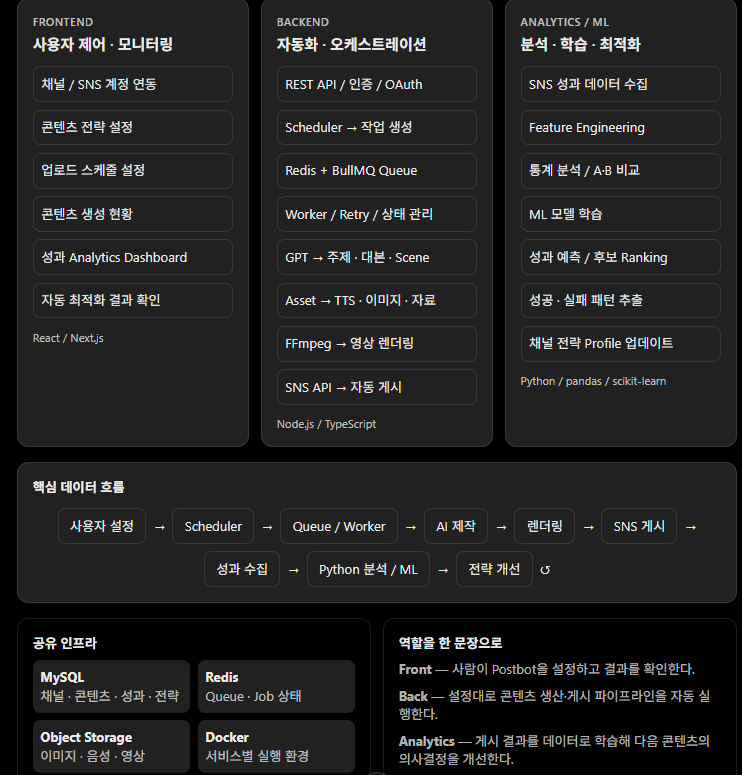 FRONTEND
사용자 제어 · 모니터링
채널 / SNS 계정 연동
콘텐츠 전략 설정
업로드 스케줄 설정
콘텐츠 생성 현황
성과 Analytics Dashboard
자동 최적화 결과 확인
React / Next.js
BACKEND
자동화 · 오케스트레이션
REST API / 인증 / OAuth
Scheduler → 작업 생성
Redis + BullMQ Queue
Worker / Retry / 상태 관리
GPT → 주제 · 대본 · Scene
Asset → TTS · 이미지 · 자료
FFmpeg → 영상 렌더링
SNS API → 자동 게시
Node.js / TypeScript
ANALYTICS / ML
분석 · 학습 · 최적화
SNS 성과 데이터 수집
Feature Engineering
통계 분석 / A·B 비교
ML 모델 학습
성과 예측 / 후보 Ranking
성공 · 실패 패턴 추출
채널 전략 Profile 업데이트
Python / pandas / scikit-learn
핵심 데이터 흐름
사용자 설정 → Scheduler → Queue / Worker → AI 제작 → 렌더링 → SNS 게시 →
성과 수집 → Python 분석 / ML → 전략 개선 ↺
공유 인프라
MySQL
채널 · 콘텐츠 · 성과 · 전략
Redis
Queue · Job 상태
Object Storage
이미지 · 음성 · 영상
Docker
서비스별 실행 환경
역할을 한 문장으로
Front — 사람이 Postbot을 설정하고 결과를 확인한다.
Back — 설정대로 콘텐츠 생산·게시 파이프라인을 자동 실
행한다.
Analytics — 게시 결과를 데이터로 학습해 다음 콘텐츠의
의사결정을 개선한다.